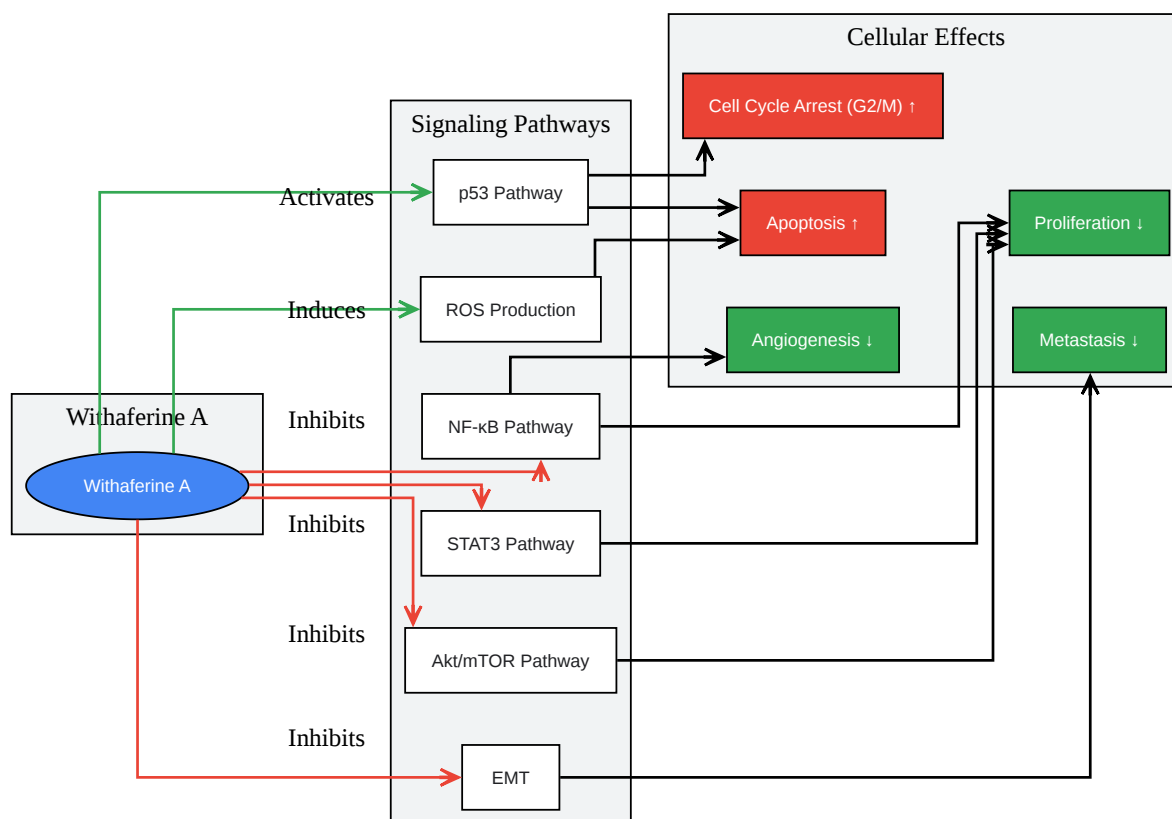 Cellular Effects
Cell Cycle Arrest (G2/M) ↑
Signaling Pathways
Activates
p53 Pathway
Apoptosis ↑
Proliferation ↓
Induces
ROS Production
Angiogenesis ↓
Metastasis ↓
Withaferine A
Inhibits
NF-κB Pathway
Withaferine A
Inhibits
STAT3 Pathway
Inhibits
Akt/mTOR Pathway
Inhibits
EMT